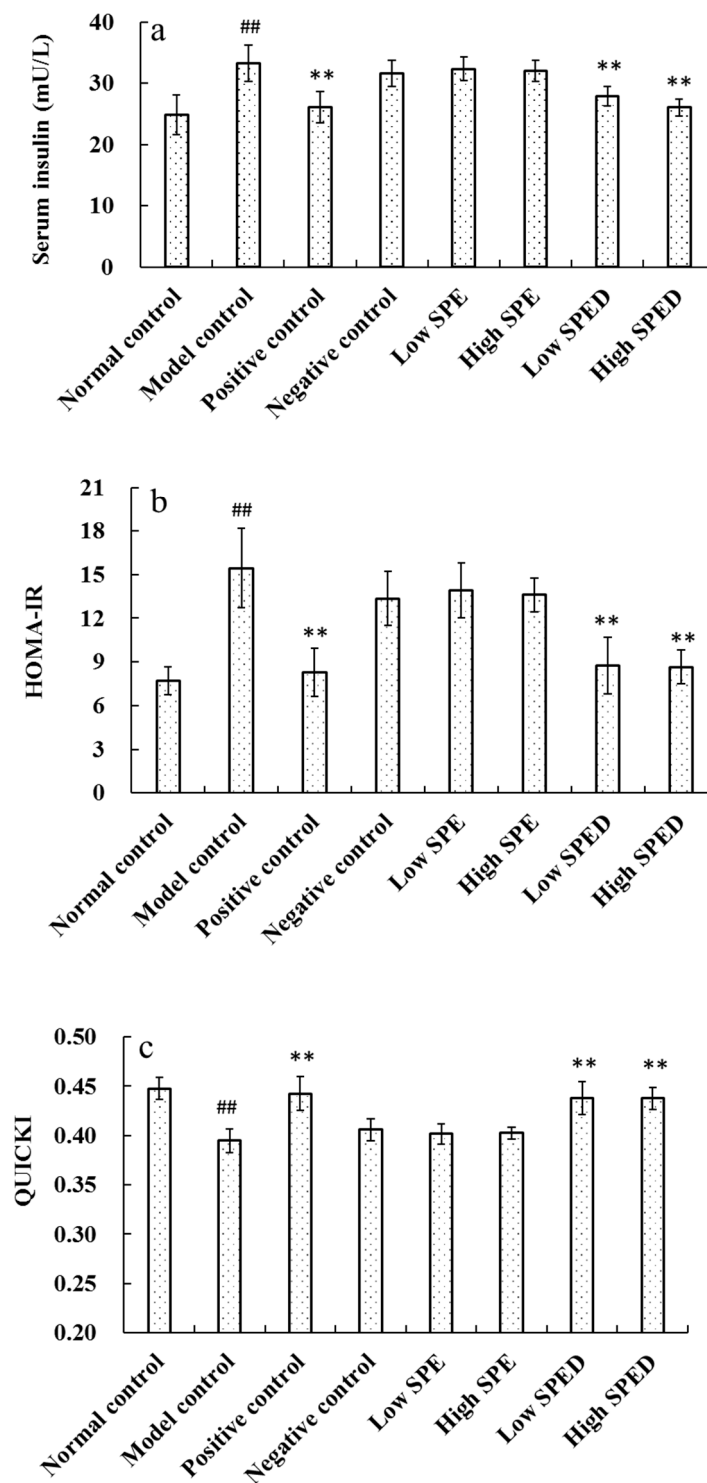 a
Serum insulin (mU/L)
40
30
20
10
0
##
**
**
**
Normal control
Model control
Positive control
Negative control
Low SPE
High SPE
Low SPED
High SPED
b
HOMA-IR
21
18
15
12
9
6
3
0
##
**
**
**
Normal control
Model control
Positive control
Negative control
Low SPE
High SPE
Low SPED
High SPED
c
QUICKI
0.50
0.45
0.40
0.35
0.30
0.25
0.20
##
**
**
**
Normal control
Model control
Positive control
Negative control
Low SPE
High SPE
Low SPED
High SPED